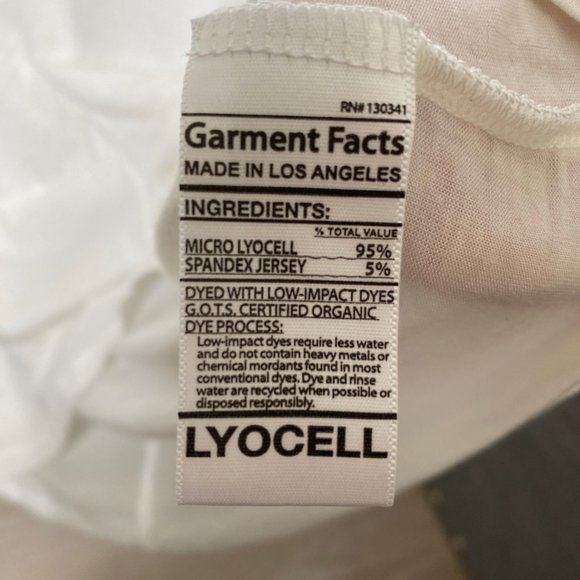 RN# 130341
Garment Facts
MADE IN LOS ANGELES
INGREDIENTS:
% TOTAL VALUE
MICRO LYOCELL 95%
SPANDEX JERSEY 5%
DYED WITH LOW-IMPACT DYES
G.O.T.S. CERTIFIED ORGANIC
DYE PROCESS:
Low-impact dyes require less water
and do not contain heavy metals or
chemical mordants found in most
conventional dyes. Dye and rinse
water are recycled when possible or
disposed responsibly.
LYOCELL